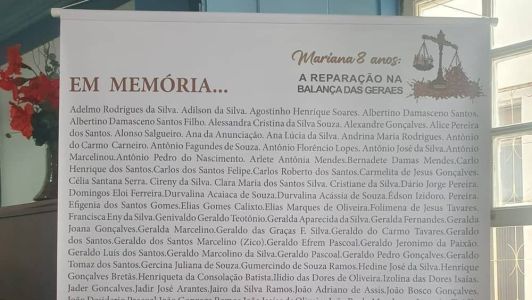 Mariana 8 anos:
A REPARAÇÃO NA
BALANÇA DAS GERAES
EM MEMÓRIA...
Adelmo Rodrigues da Silva. Adilson da Silva. Agostinho Henrique Soares. Albertino Damasceno Santos.
Albertino Damasceno Santos Filho. Alessandra Cristina da Silva Souza. Alexandre Gonçalves. Alice Pereira
dos Santos. Alonso Salgueiro. Ana da Anunciação. Ana Lúcia da Silva. Andrina Maria Rodrigues. Antônio
do Carmo Carneiro. Antônio Fagundes de Souza. Antônio Florêncio Lopes. Antônio José da Silva.Antônio
Marcelinou.Antônio Pedro do Nascimento. Arlete Antônia Mendes.Bernadete Damas Mendes.Carlo
Henrique dos Santos.Carlos dos Santos Felipe.Carlos Roberto dos Santos.Carmelita de Jesus Gonçalves.
Célia Santana Serra. Cireny da Silva. Clara Maria dos Santos Silva. Cristiane da Silva.Dário Jorge Pereira.
Domingos Eloi Ferreira.Durvalina Acaiaca de Souza.Durvalina Acássia de Souza.Edson Izidoro. Pereira.
Efigenia dos Santos Gomes.Elias Gomes Calixto.Elias Marques de Oliveira.Folimena de Jesus Tavares.
Francisca Eny da Silva.Genivaldo Geraldo Teotônio.Geralda Aparecida da Silva.Geralda Fernandes.Geralda
Joana Gonçalves.Geralda Marcelino.Geraldo das Graças F. Silva.Geraldo do Carmo Tavares.Geraldo
dos Santos.Geraldo dos Santos Marcelino (Zico).Geraldo Efrem Pascoal.Geraldo Jeronimo da Paixão.
Geraldo Luís dos Santos.Geraldo Marcolino da Silva.Geraldo Pascoal.Geraldo Pedro Gonçalves.Geraldo
Tomaz dos Santos.Gercina Juliana de Souza.Gumercindo de Souza Ramos.Hedine José da Silva.Henrique
Gonçalves Bretãs.Henriqueta da Consolação Batista.Ilídio das Dores de Oliveira.Izolina das Dores Isaías.
Jader Goncalves.Jadir José Arantes.Jairo da Silva Ramos.João Adriano de Assis.João Bosco Gonçalves.